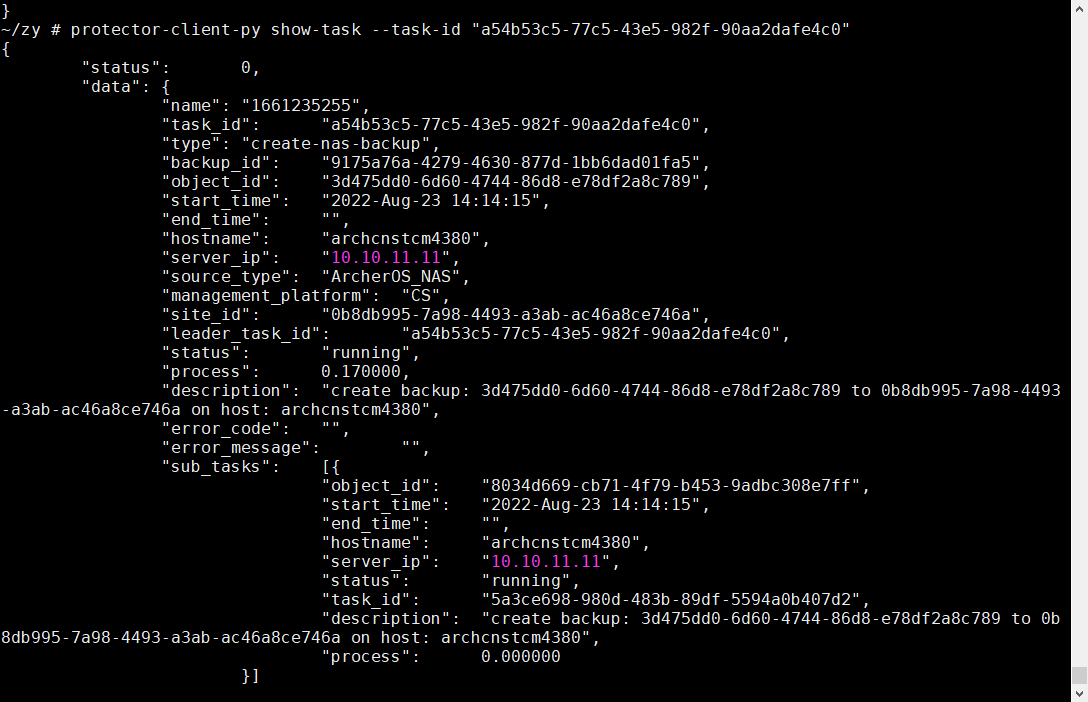 }
~/zy # protector-client-py show-task --task-id "a54b53c5-77c5-43e5-982f-90aa2dafe4c0"
{
        "status":       0,
        "data": {
                "name": "1661235255",
                "task_id":      "a54b53c5-77c5-43e5-982f-90aa2dafe4c0",
                "type": "create-nas-backup",
                "backup_id":    "9175a76a-4279-4630-877d-1bb6dad01fa5",
                "object_id":    "3d475dd0-6d60-4744-86d8-e78df2a8c789",
                "start_time":   "2022-Aug-23 14:14:15",
                "end_time":     "",
                "hostname":     "archcnstcm4380",
                "server_ip":    "10.10.11.11",
                "source_type":  "ArcherOS_NAS",
                "management_platform":  "CS",
                "site_id":      "0b8db995-7a98-4493-a3ab-ac46a8ce746a",
                "leader_task_id":       "a54b53c5-77c5-43e5-982f-90aa2dafe4c0",
                "status":       "running",
                "process":      0.170000,
                "description":  "create backup: 3d475dd0-6d60-4744-86d8-e78df2a8c789 to 0b8db995-7a98-4493
-a3ab-ac46a8ce746a on host: archcnstcm4380",
                "error_code":   "",
                "error_message":        "",
                "sub_tasks":    [{
                                "object_id":    "8034d669-cb71-4f79-b453-9adbc308e7ff",
                                "start_time":   "2022-Aug-23 14:14:15",
                                "end_time":     "",
                                "hostname":     "archcnstcm4380",
                                "server_ip":    "10.10.11.11",
                                "status":       "running",
                                "task_id":      "5a3ce698-980d-483b-89df-5594a0b407d2",
                                "description":  "create backup: 3d475dd0-6d60-4744-86d8-e78df2a8c789 to 0b
8db995-7a98-4493-a3ab-ac46a8ce746a on host: archcnstcm4380",
                                "process":      0.000000
                        }]